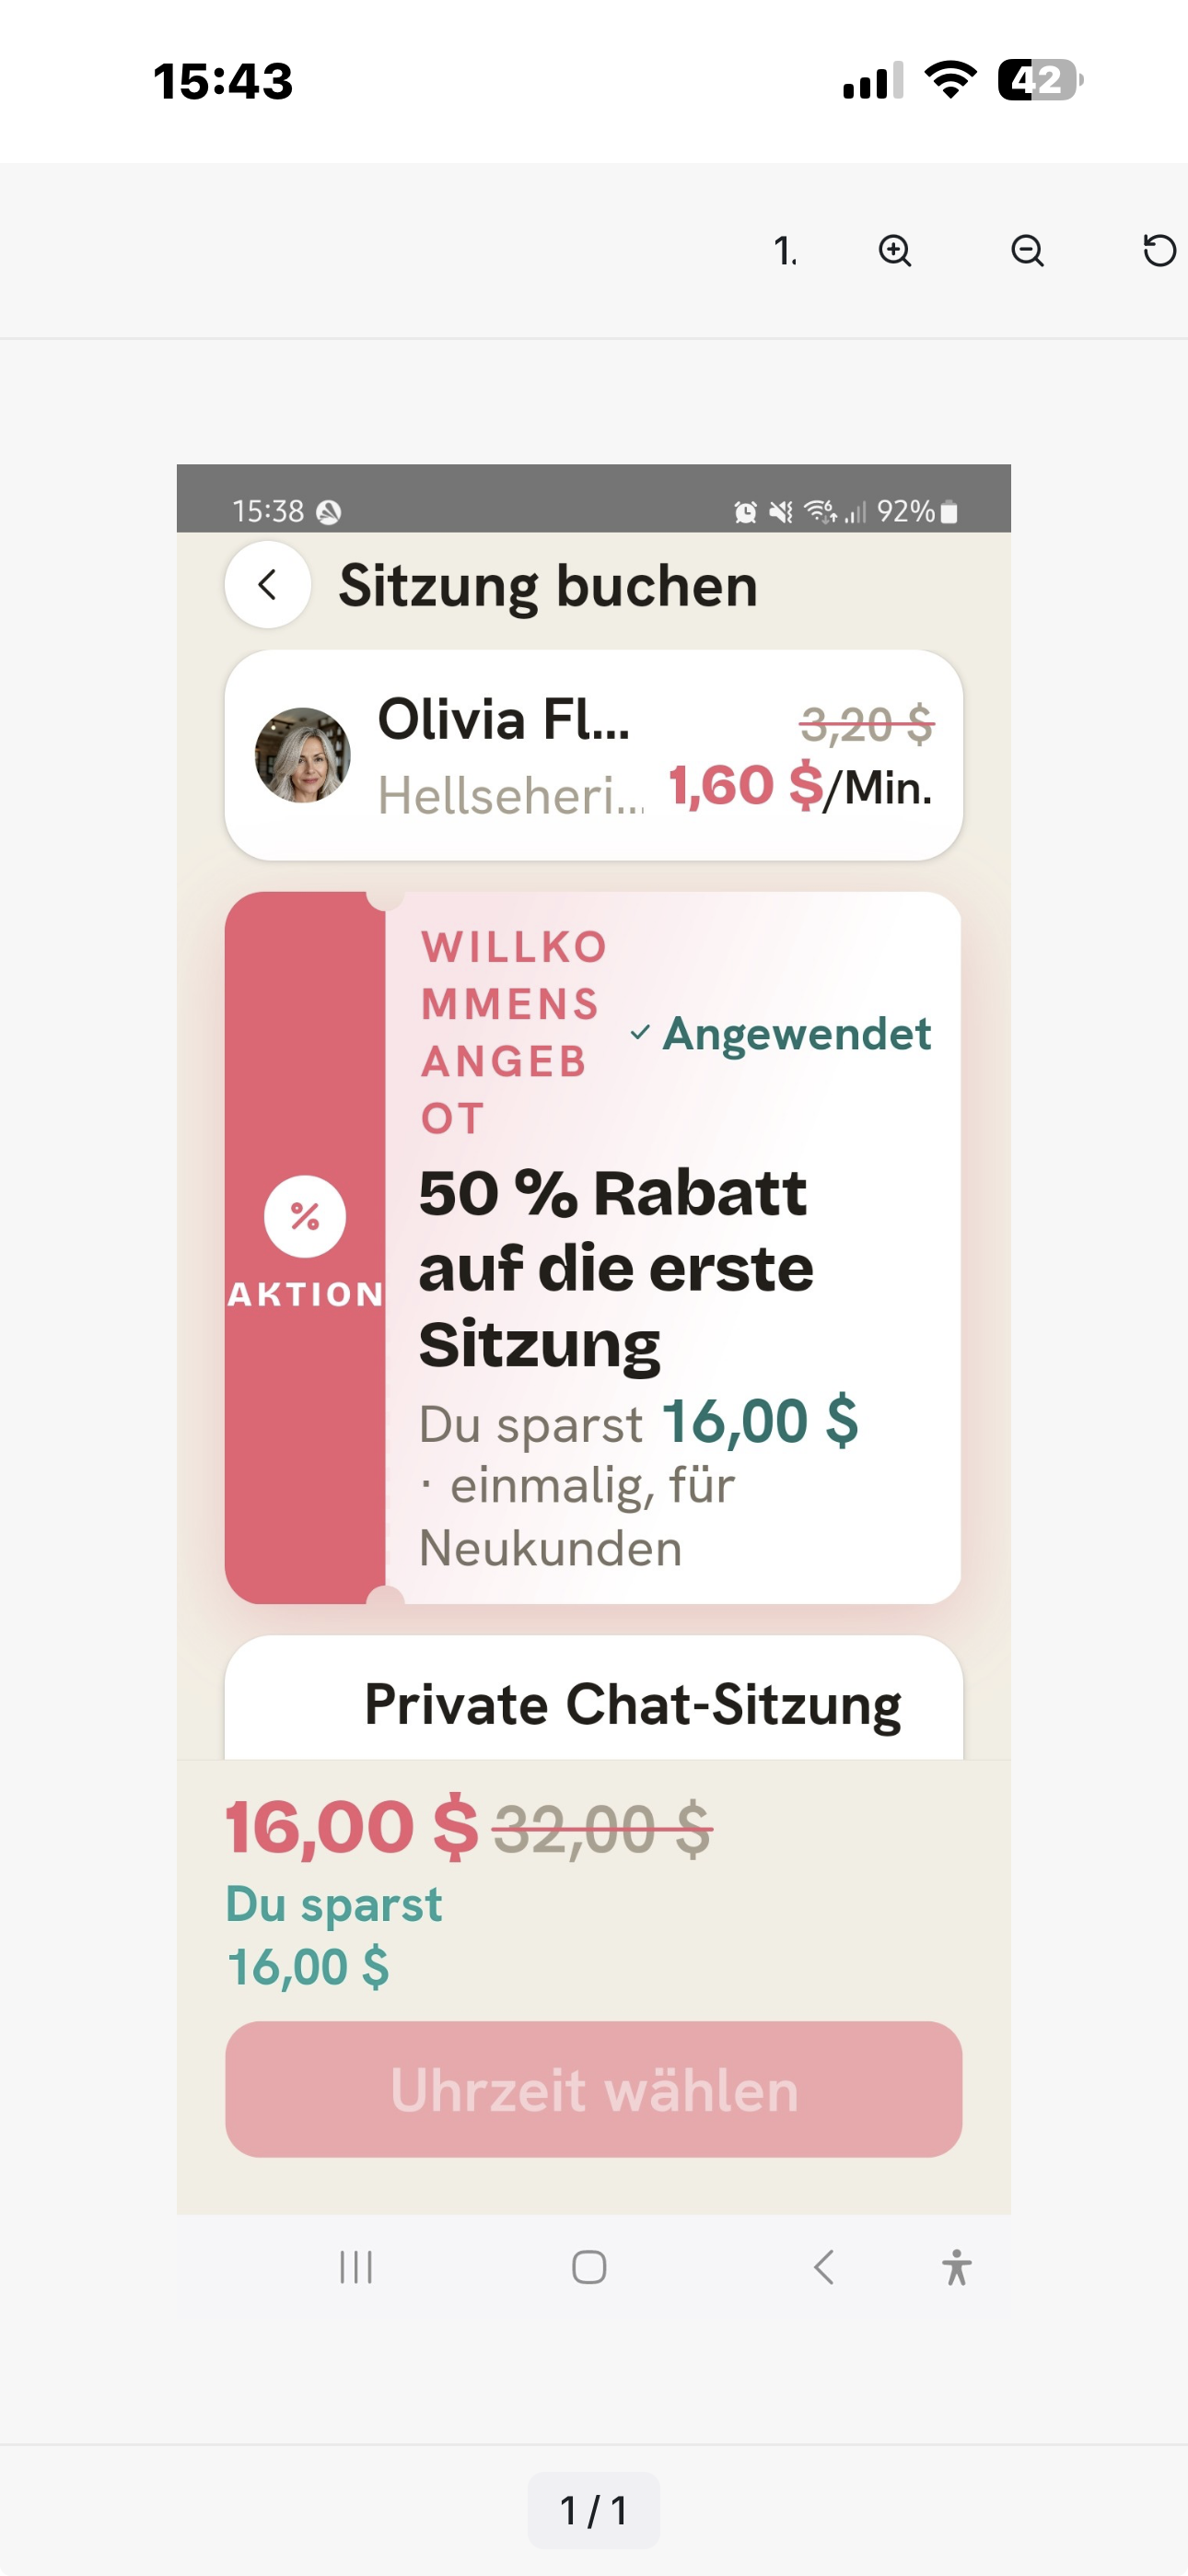 15:43
42
1.
15:38
92%
Sitzung buchen
Olivia Fl...
3,20 $
Hellseheri...
1,60 $/Min.
WILLKO
MMENS
ANGEB
OT
Angewendet
50 % Rabatt
auf die erste
Sitzung
AKTION
Du sparst 16,00 $
· einmalig, für
Neukunden
Private Chat-Sitzung
16,00 $ 32,00 $
Du sparst
16,00 $
Uhrzeit wählen
1 / 1